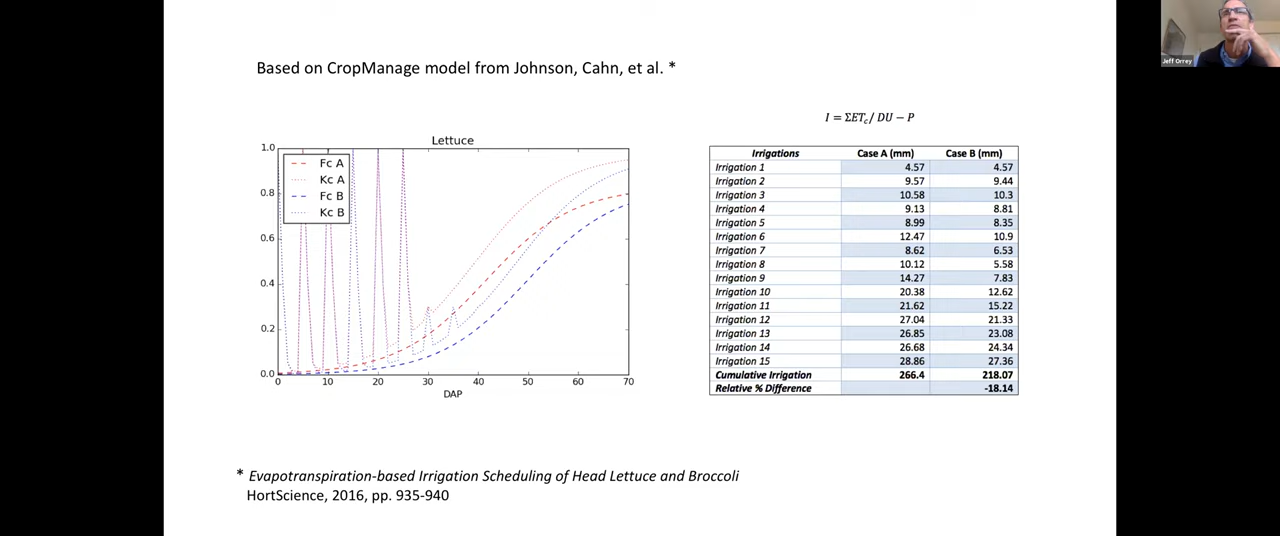 Based on CropManage model from Johnson, Cahn, et al. *
Jeff Orrey
Lettuce
1.0
0.8
0.6
0.4
0.2
0.0
Fc A
Kc A
Fc B
Kc B
0 10 20 30 40 50 60 70
DAP
I = ΣETc / DU − P
Irrigations Case A (mm) Case B (mm)
Irrigation 1 4.57 4.57
Irrigation 2 9.57 9.44
Irrigation 3 10.58 10.3
Irrigation 4 9.13 8.81
Irrigation 5 8.99 8.35
Irrigation 6 12.47 10.9
Irrigation 7 8.62 6.53
Irrigation 8 10.12 5.58
Irrigation 9 14.27 7.83
Irrigation 10 20.38 12.62
Irrigation 11 21.62 15.22
Irrigation 12 27.04 21.33
Irrigation 13 26.85 23.08
Irrigation 14 26.68 24.34
Irrigation 15 28.86 27.36
Cumulative Irrigation 266.4 218.07
Relative % Difference -18.14
* Evapotranspiration-based Irrigation Scheduling of Head Lettuce and Broccoli
HortScience, 2016, pp. 935-940